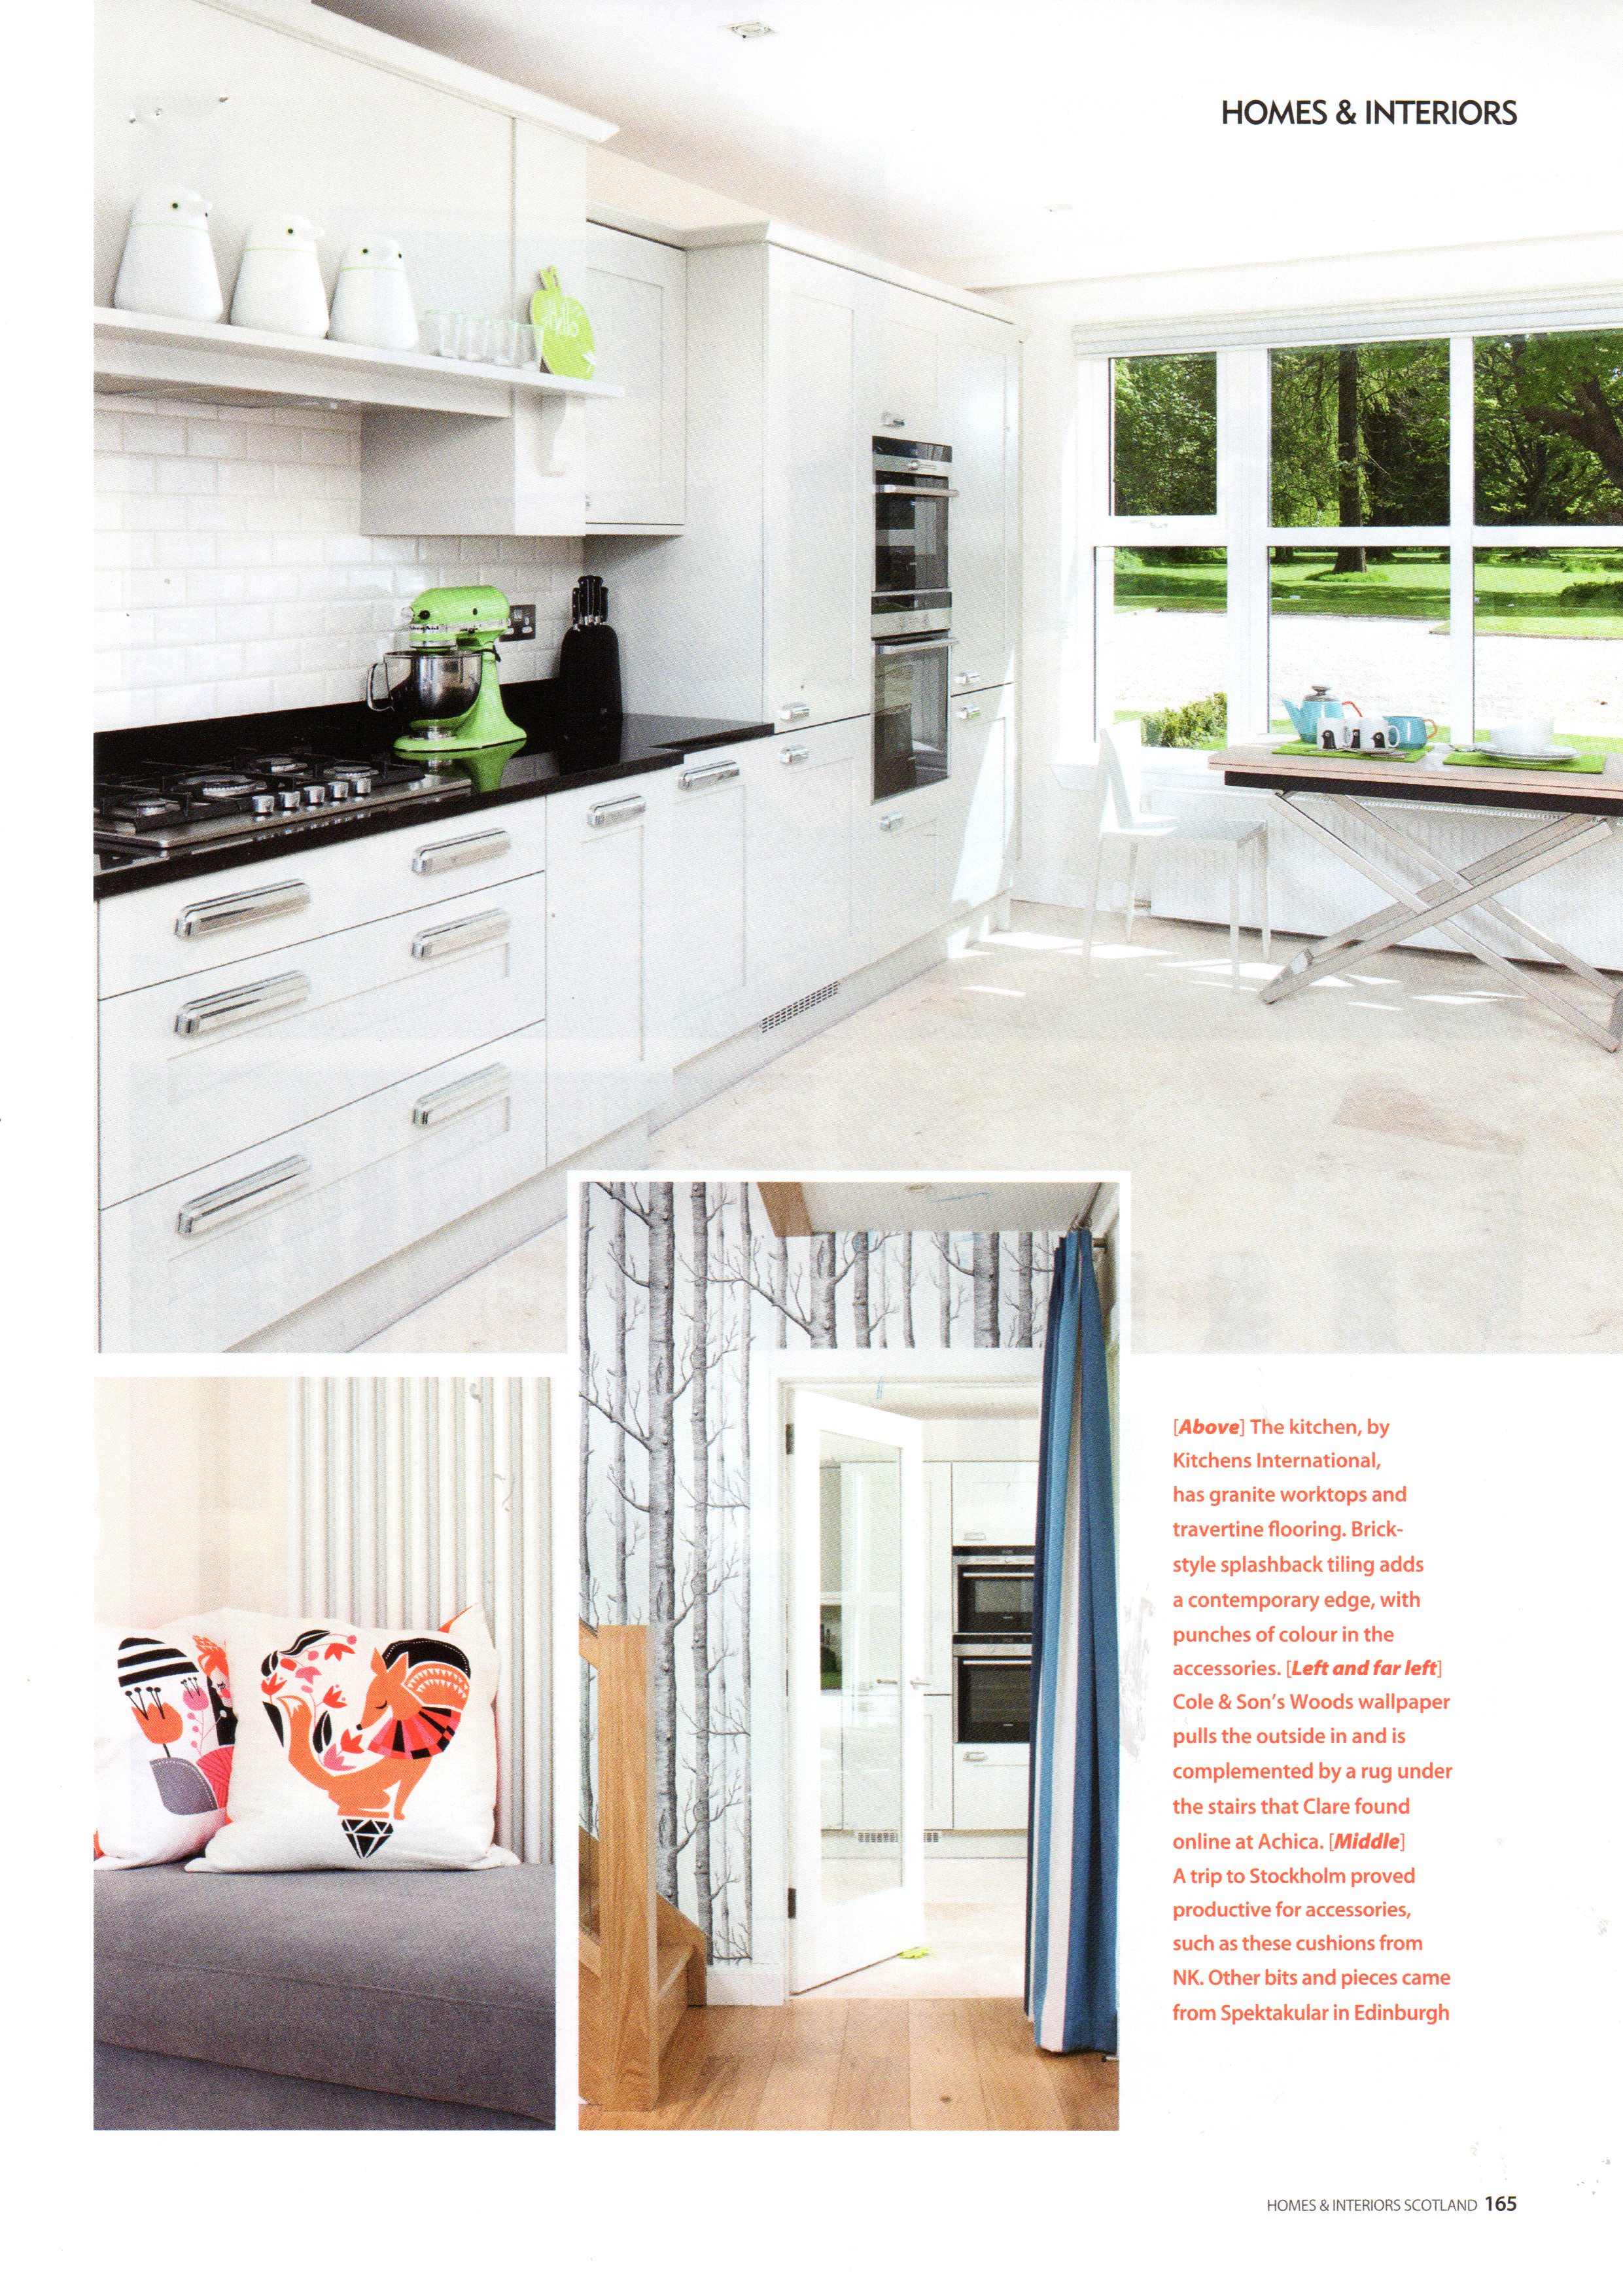 HOMES & INTERIORS
Hello
KitchenAid
[Above] The kitchen, by
Kitchens International,
has granite worktops and
travertine flooring. Brick-
style splashback tiling adds
a contemporary edge, with
punches of colour in the
accessories. [Left and far left]
Cole & Son’s Woods wallpaper
pulls the outside in and is
complemented by a rug under
the stairs that Clare found
online at Achica. [Middle]
A trip to Stockholm proved
productive for accessories,
such as these cushions from
NK. Other bits and pieces came
from Spektakular in Edinburgh
HOMES & INTERIORS SCOTLAND 165